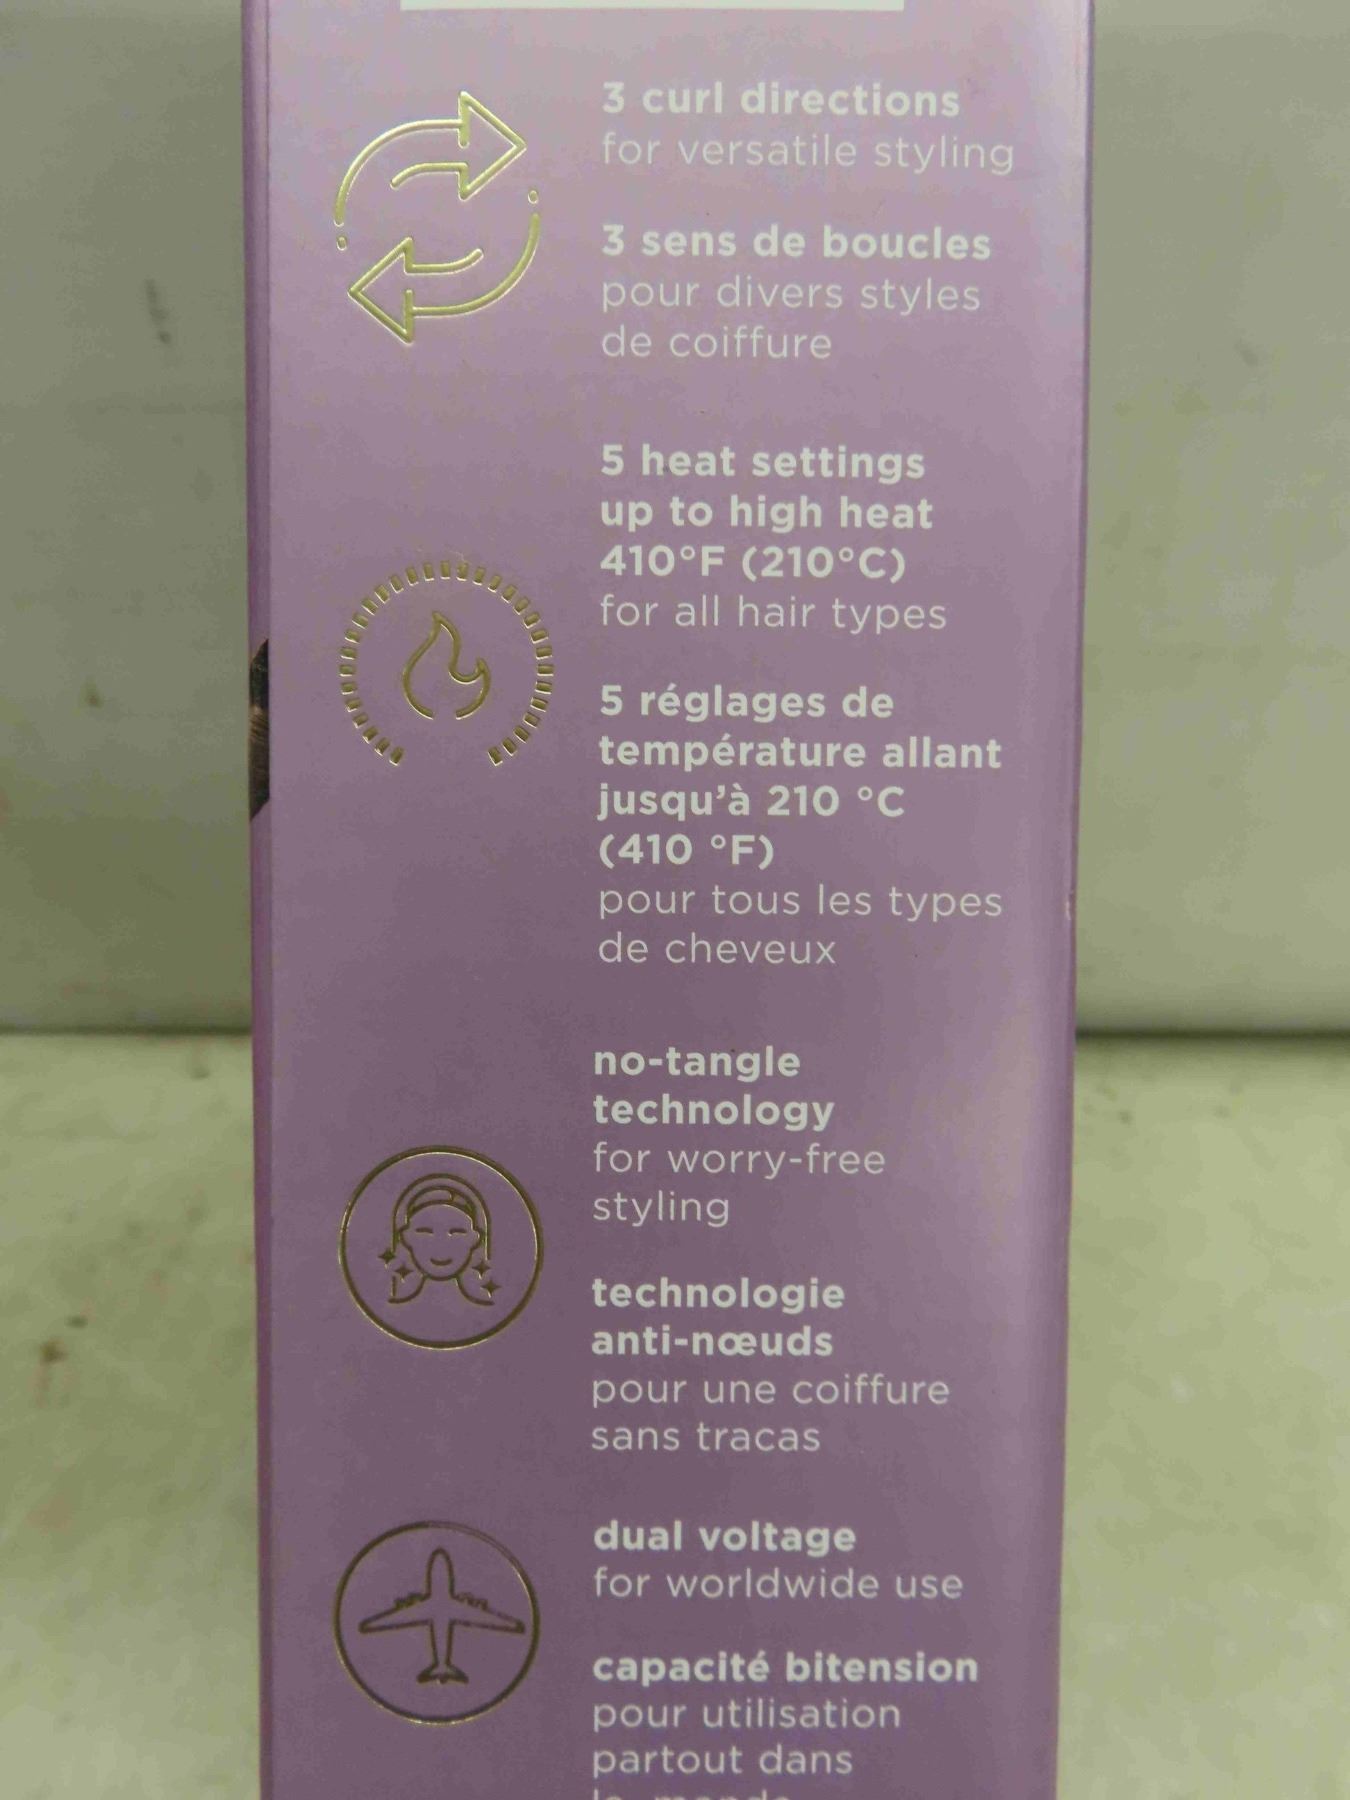 3 curl directions
for versatile styling
3 sens de boucles
pour divers styles
de coiffure
5 heat settings
up to high heat
410°F (210°C)
for all hair types
5 réglages de
température allant
jusqu'à 210 °C
(410 °F)
pour tous les types
de cheveux
no-tangle
technology
for worry-free
styling
technologie
anti-nœuds
pour une coiffure
sans tracas
dual voltage
for worldwide use
capacité bitension
pour utilisation
partout dans